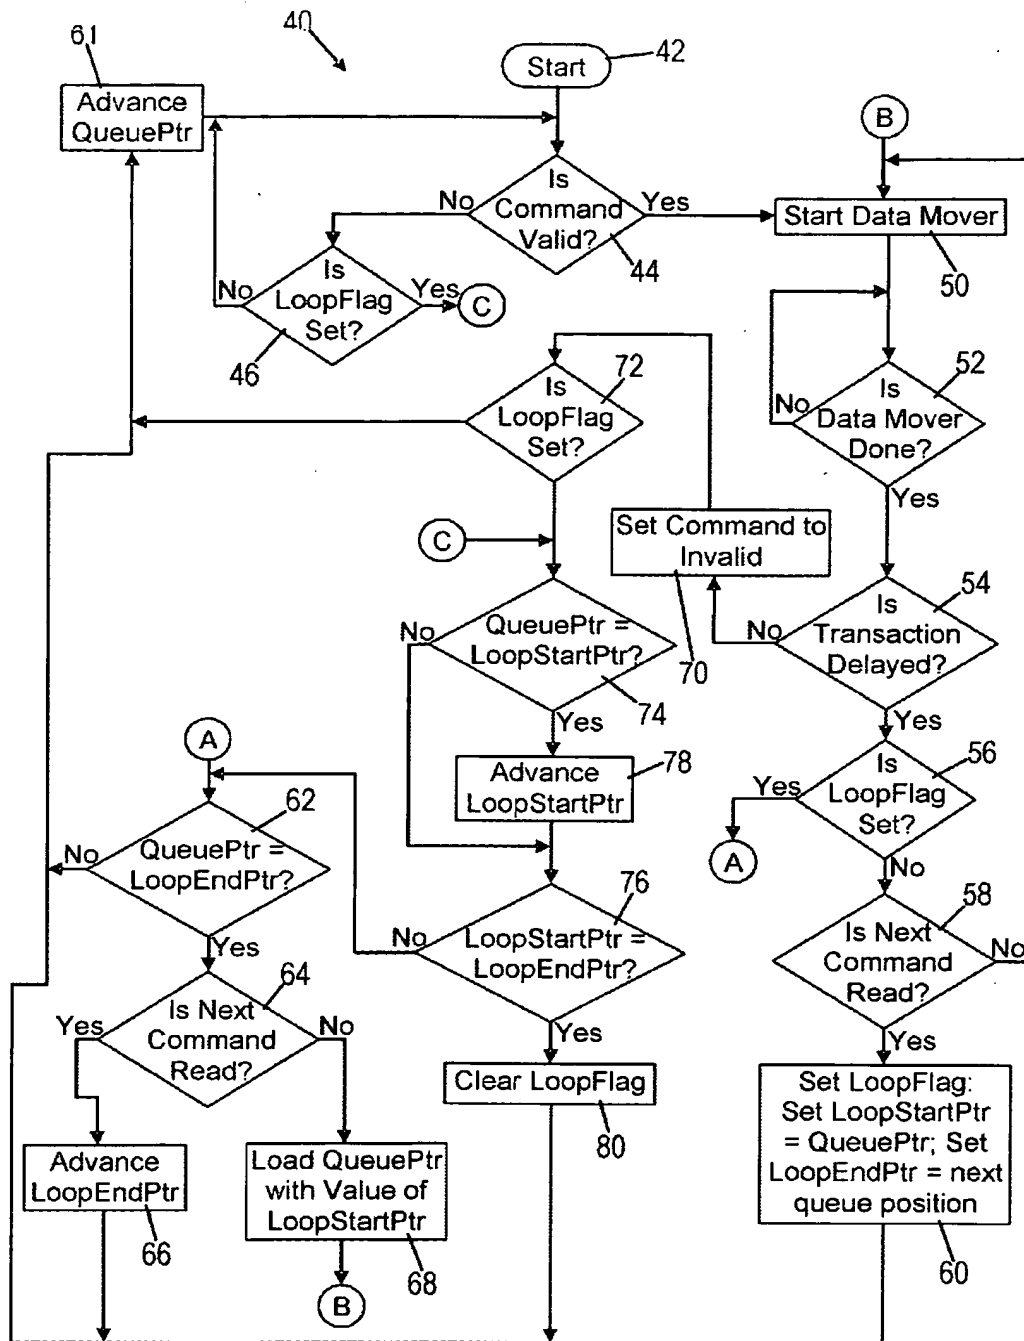 61
40
Start
42
Advance
QueuePtr
B
Is
Command
Valid?
No
Yes
44
Start Data Mover
50
Is
LoopFlag
Set?
No
Yes
C
46
Is
LoopFlag
Set?
72
Is
Data Mover
Done?
52
No
Yes
Set Command to
Invalid
70
C
Is
Transaction
Delayed?
54
No
Yes
QueuePtr =
LoopStartPtr?
No
74
Yes
Advance
LoopStartPtr
78
Is
LoopFlag
Set?
56
Yes
A
No
A
QueuePtr =
LoopEndPtr?
62
No
Yes
LoopStartPtr =
LoopEndPtr?
76
No
Yes
Is Next
Command
Read?
58
No
Yes
Is Next
Command
Read?
64
Yes
No
Clear LoopFlag
80
Set LoopFlag:
Set LoopStartPtr
= QueuePtr; Set
LoopEndPtr = next
queue position
60
Advance
LoopEndPtr
66
Load QueuePtr
with Value of
LoopStartPtr
68
B